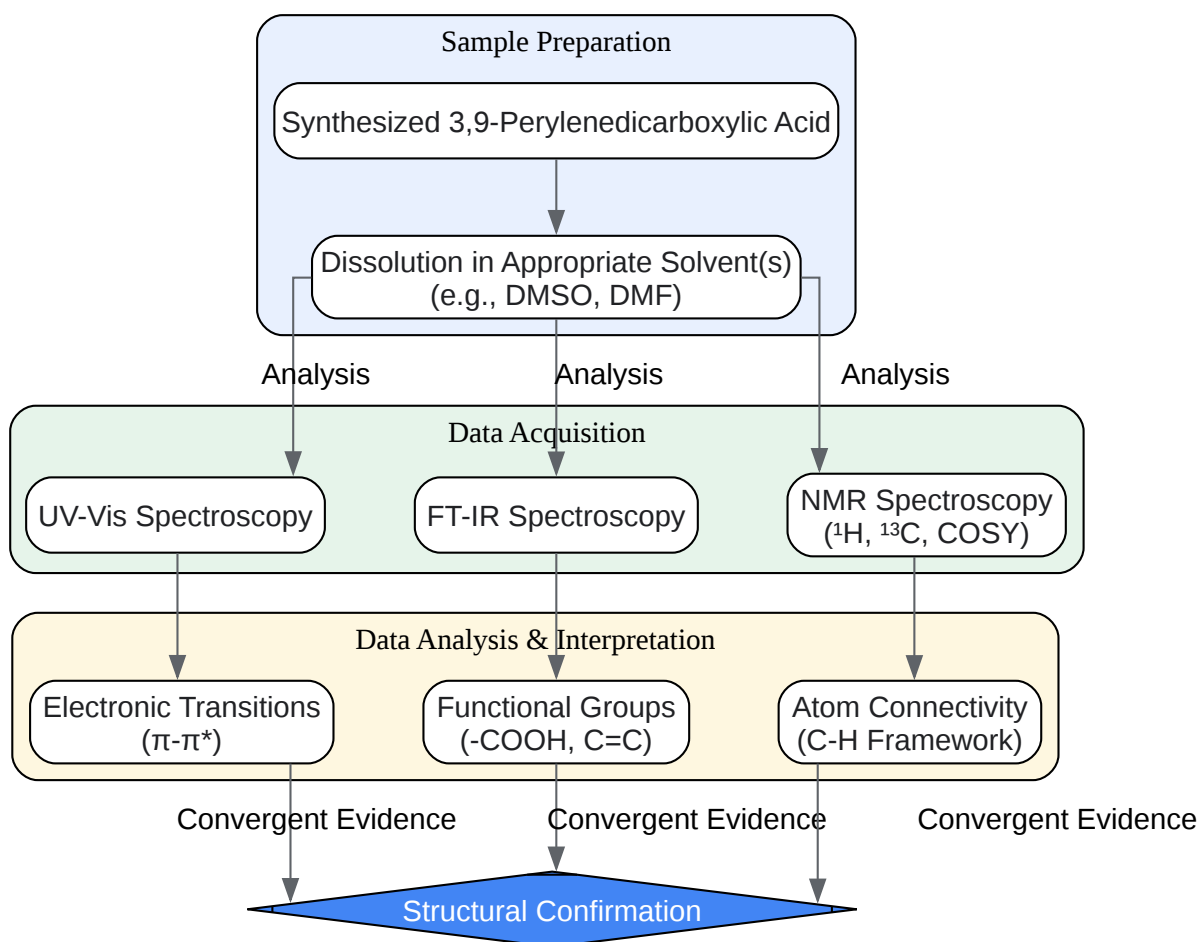 Sample Preparation
Synthesized 3,9-Perylenedicarboxylic Acid
Dissolution in Appropriate Solvent(s)
(e.g., DMSO, DMF)
Analysis
Analysis
Analysis
Data Acquisition
UV-Vis Spectroscopy
FT-IR Spectroscopy
NMR Spectroscopy
(¹H, ¹³C, COSY)
Data Analysis & Interpretation
Electronic Transitions
(π-π*)
Functional Groups
(-COOH, C=C)
Atom Connectivity
(C-H Framework)
Convergent Evidence
Convergent Evidence
Convergent Evidence
Structural Confirmation